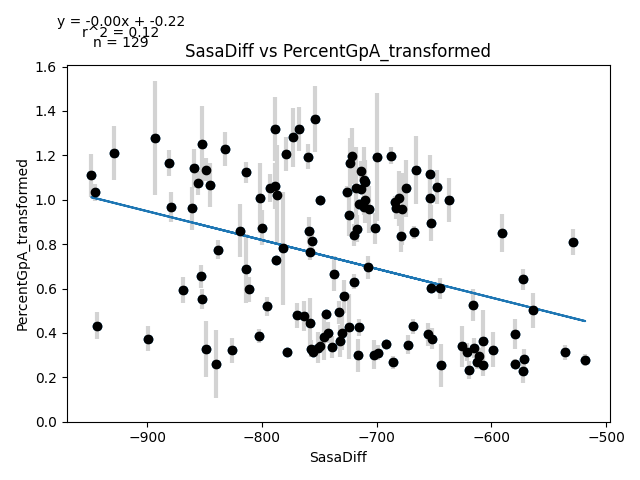 y = -0.00x + -0.22
r^2 = 0.12
n = 129
SasaDiff vs PercentGpA_transformed
PercentGpA_transformed
1.6
1.4
1.2
1.0
0.8
0.6
0.4
0.2
0.0
−900 −800 −700 −600 −500
SasaDiff